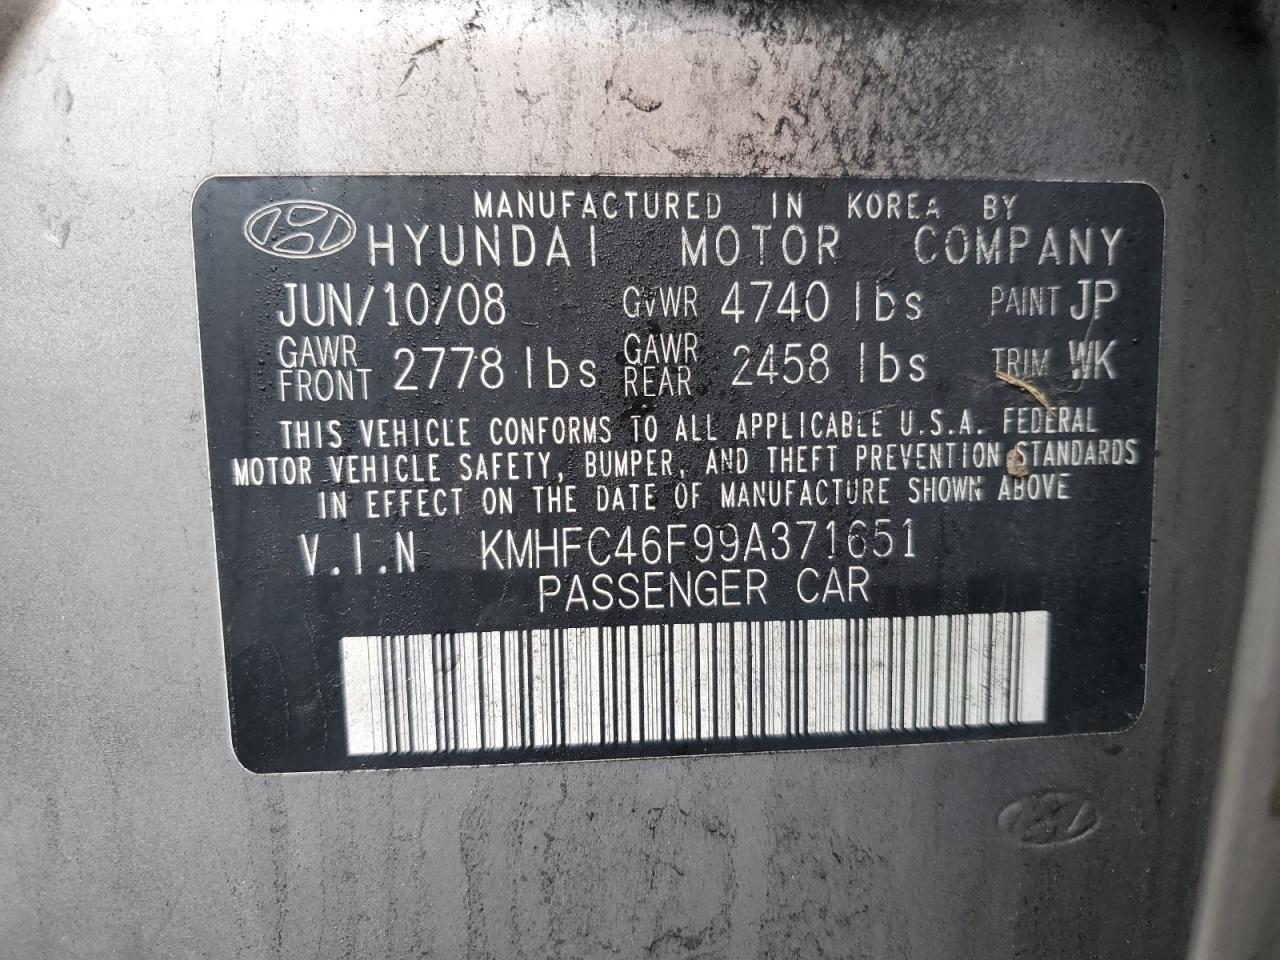 MANUFACTURED IN KOREA BY
HYUNDAI MOTOR COMPANY
JUN/10/08 GVWR 4740 lbs PAINT JP
GAWR FRONT 2778 lbs GAWR REAR 2458 lbs TRIM WK
THIS VEHICLE CONFORMS TO ALL APPLICABLE U.S.A. FEDERAL
MOTOR VEHICLE SAFETY, BUMPER, AND THEFT PREVENTION STANDARDS
IN EFFECT ON THE DATE OF MANUFACTURE SHOWN ABOVE
V.I.N KMHFC46F99A371651
PASSENGER CAR